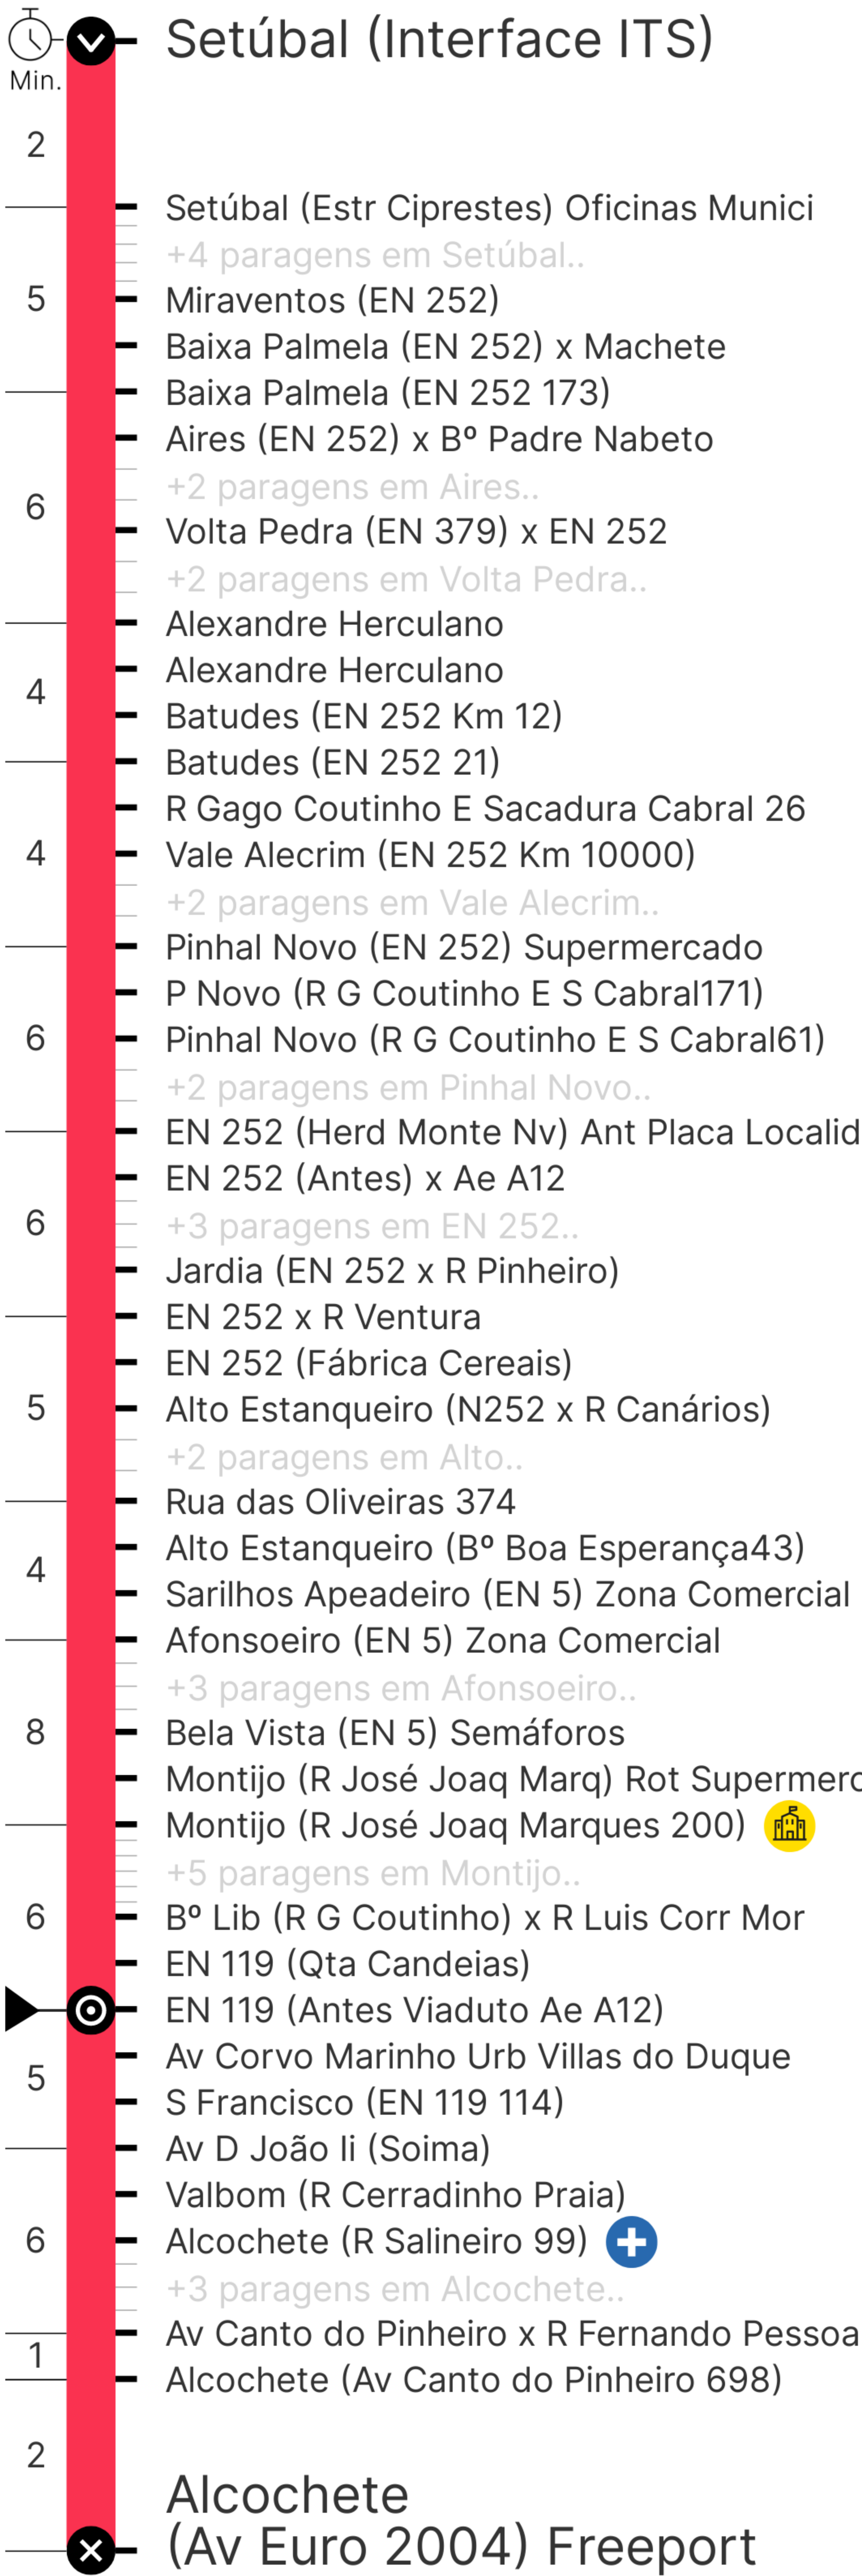 Setúbal (Interface ITS)
Min.
2
Setúbal (Estr Ciprestes) Oficinas Munici
+4 paragens em Setúbal..
5
Miraventos (EN 252)
Baixa Palmela (EN 252) x Machete
Baixa Palmela (EN 252 173)
Aires (EN 252) x Bº Padre Nabeto
+2 paragens em Aires..
6
Volta Pedra (EN 379) x EN 252
+2 paragens em Volta Pedra..
Alexandre Herculano
Alexandre Herculano
4
Batudes (EN 252 Km 12)
Batudes (EN 252 21)
R Gago Coutinho E Sacadura Cabral 26
4
Vale Alecrim (EN 252 Km 10000)
+2 paragens em Vale Alecrim..
Pinhal Novo (EN 252) Supermercado
P Novo (R G Coutinho E S Cabral171)
6
Pinhal Novo (R G Coutinho E S Cabral61)
+2 paragens em Pinhal Novo..
EN 252 (Herd Monte Nv) Ant Placa Localid
EN 252 (Antes) x Ae A12
6
+3 paragens em EN 252..
Jardia (EN 252 x R Pinheiro)
EN 252 x R Ventura
EN 252 (Fábrica Cereais)
5
Alto Estanqueiro (N252 x R Canários)
+2 paragens em Alto..
Rua das Oliveiras 374
Alto Estanqueiro (Bº Boa Esperança43)
4
Sarilhos Apeadeiro (EN 5) Zona Comercial
Afonsoeiro (EN 5) Zona Comercial
+3 paragens em Afonsoeiro..
8
Bela Vista (EN 5) Semáforos
Montijo (R José Joaq Marq) Rot Supermerc
Montijo (R José Joaq Marques 200)
+5 paragens em Montijo..
6
Bº Lib (R G Coutinho) x R Luis Corr Mor
EN 119 (Qta Candeias)
EN 119 (Antes Viaduto Ae A12)
Av Corvo Marinho Urb Villas do Duque
5
S Francisco (EN 119 114)
Av D João Ii (Soima)
Valbom (R Cerradinho Praia)
6
Alcochete (R Salineiro 99)
+3 paragens em Alcochete..
Av Canto do Pinheiro x R Fernando Pessoa
1
Alcochete (Av Canto do Pinheiro 698)
2
Alcochete
(Av Euro 2004) Freeport